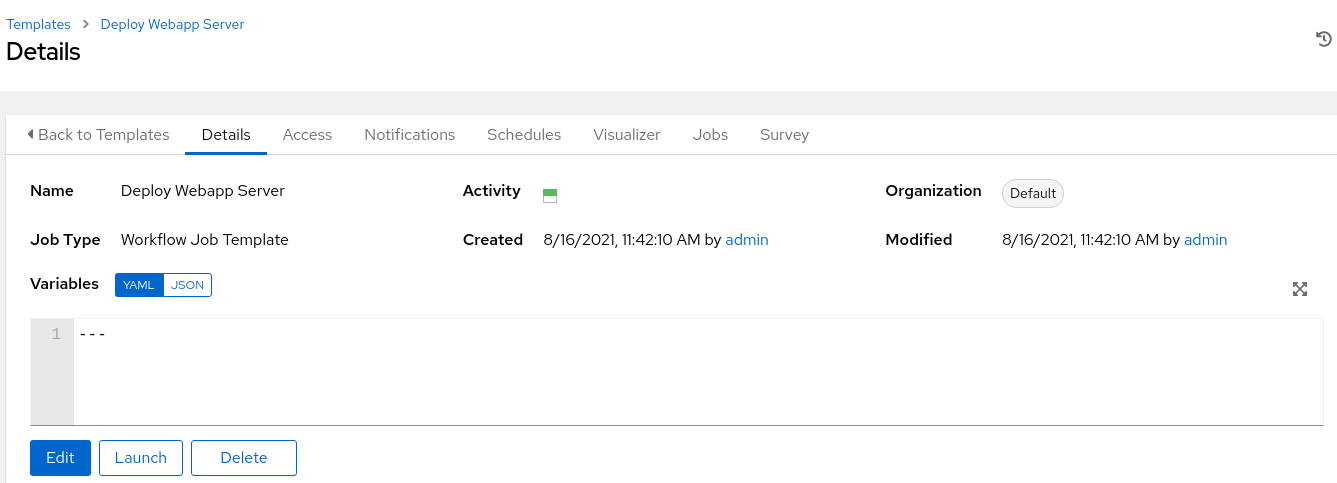 Templates > Deploy Webapp Server
Details
Back to Templates Details Access Notifications Schedules Visualizer Jobs Survey
Name Deploy Webapp Server Activity Organization Default
Job Type Workflow Job Template Created 8/16/2021, 11:42:10 AM by admin Modified 8/16/2021, 11:42:10 AM by admin
Variables YAML JSON
1 ---
Edit Launch Delete